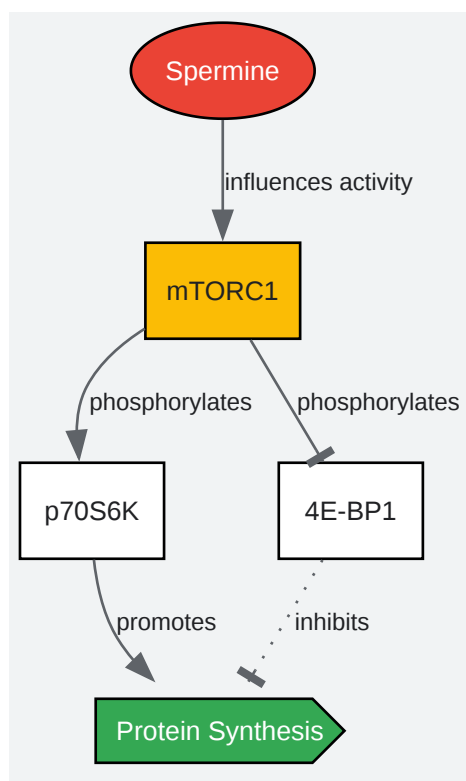 Spermine
influences activity
mTORC1
phosphorylates
phosphorylates
p70S6K
4E-BP1
promotes
inhibits
Protein Synthesis